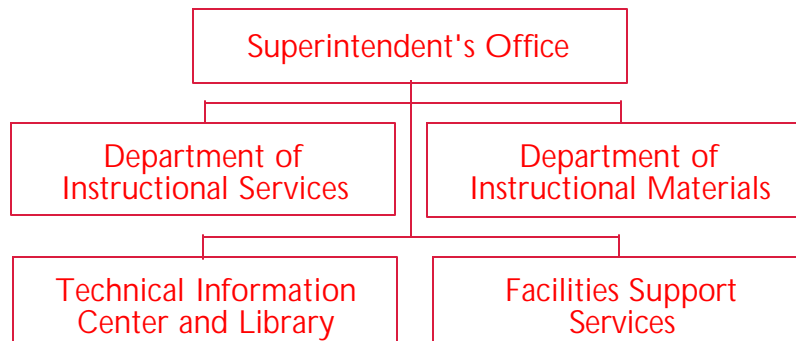 Superintendent's Office
Department of
Instructional Services
Department of
Instructional Materials
Technical Information
Center and Library
Facilities Support
Services